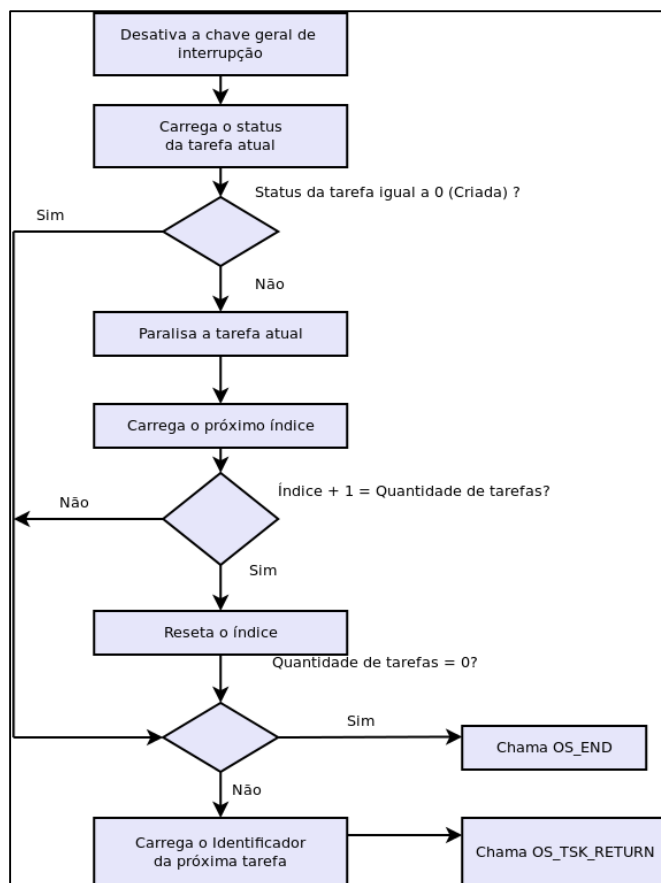 Desativa a chave geral de
interrupção
Carrega o status
da tarefa atual
Status da tarefa igual a 0 (Criada) ?
Sim
Não
Paralisa a tarefa atual
Carrega o próximo índice
Índice + 1 = Quantidade de tarefas?
Não
Sim
Reseta o índice
Quantidade de tarefas = 0?
Sim
Chama OS_END
Não
Carrega o Identificador
da próxima tarefa
Chama OS_TSK_RETURN